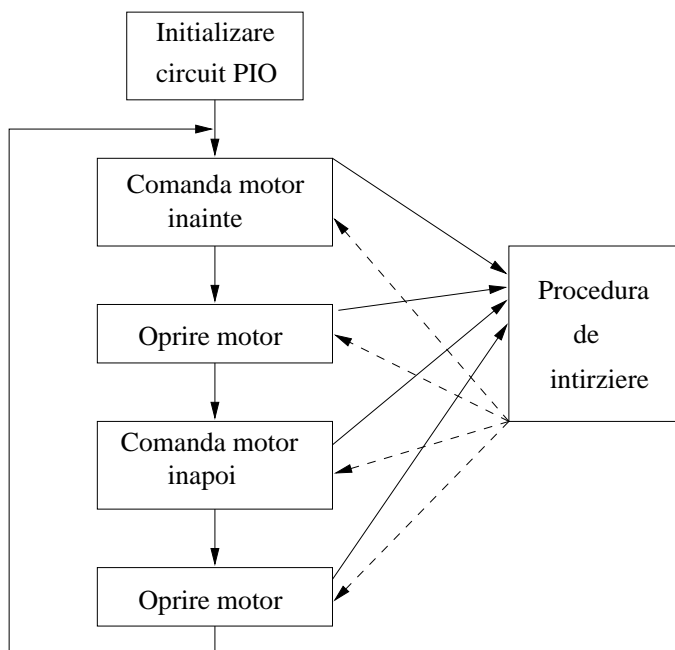 Initializare
circuit PIO
Comanda motor
inainte
Oprire motor
Comanda motor
inapoi
Oprire motor
Procedura
de
intirziere